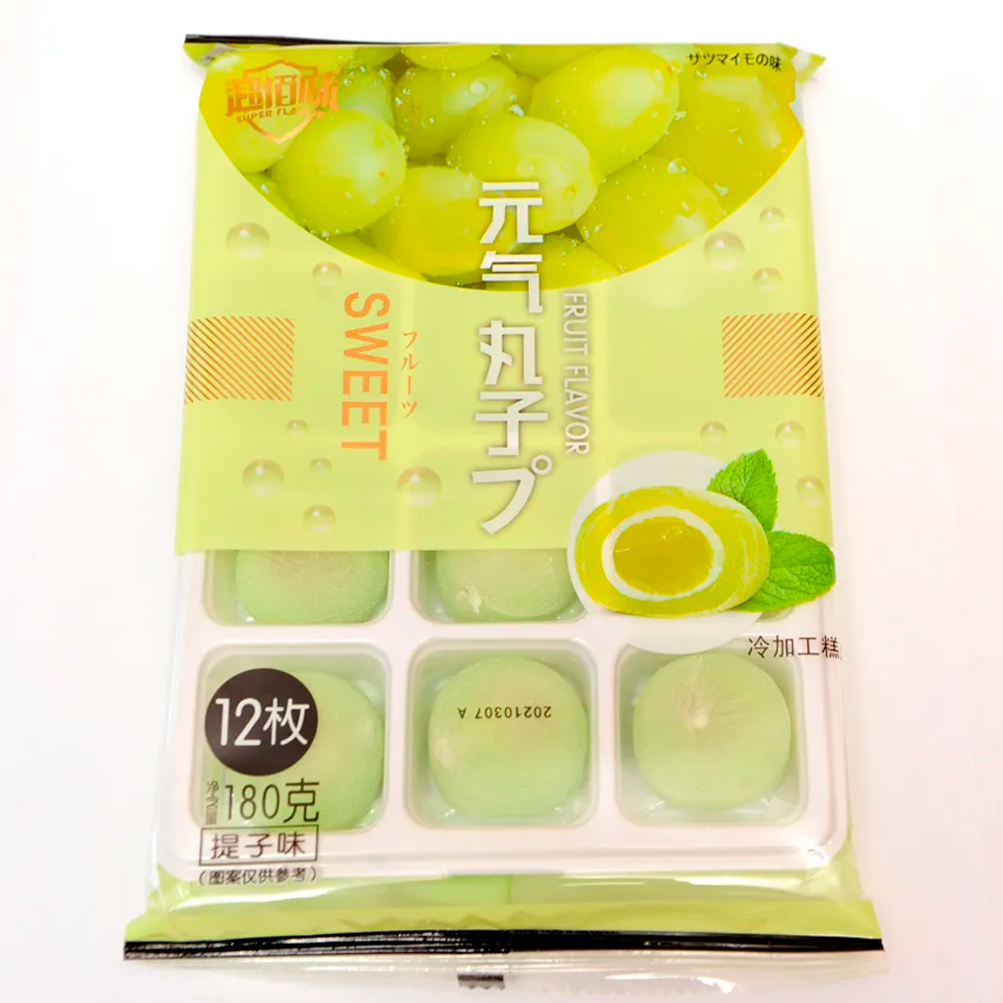 超佰味
SUPER FLAVOR
サツマイモの味
元气丸子プ
FRUIT FLAVOR
フルーツ
SWEET
冷加工糕
20210307 A
12枚
净含量
180克
提子味
(图案仅供参考)